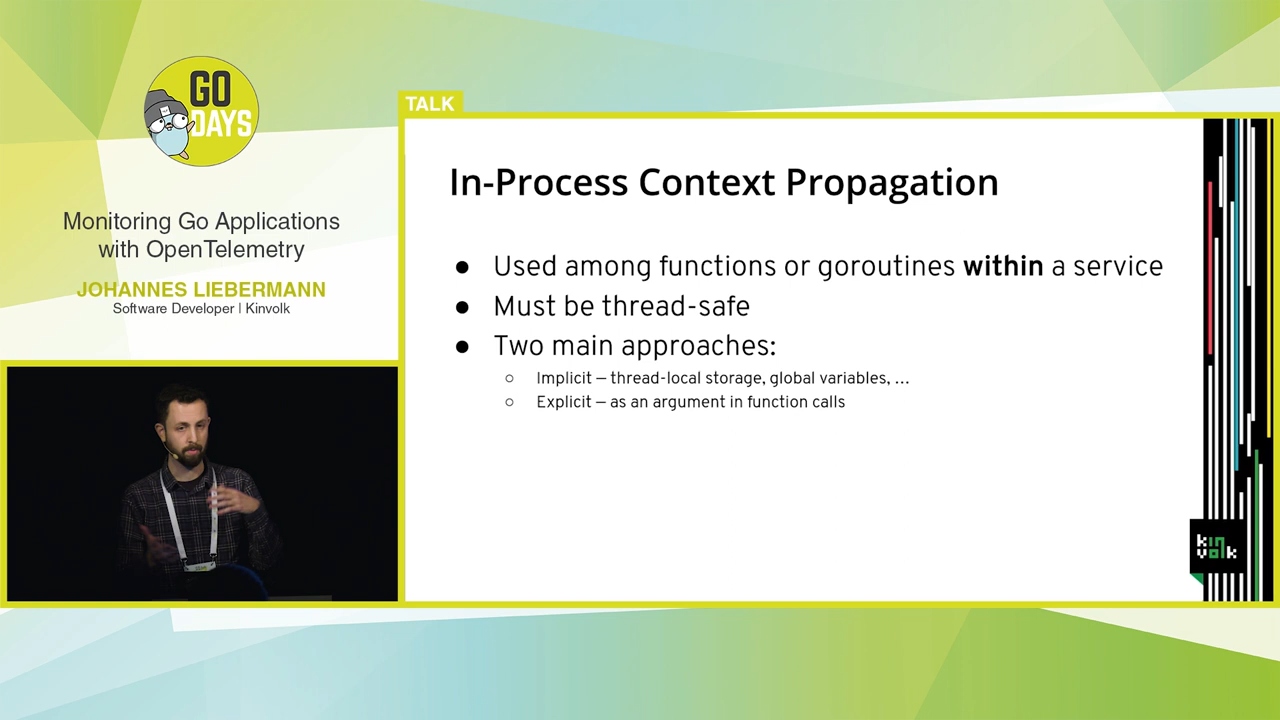 GO
DAYS
Monitoring Go Applications
with OpenTelemetry
JOHANNES LIEBERMANN
Software Developer | Kinvolk
TALK
In-Process Context Propagation
● Used among functions or goroutines within a service
● Must be thread-safe
● Two main approaches:
○ Implicit – thread-local storage, global variables, …
○ Explicit – as an argument in function calls
kin
volk